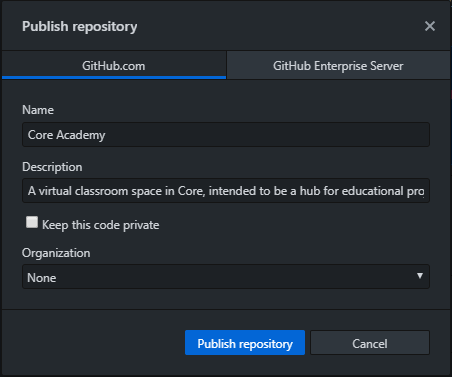 Publish repository
GitHub.com
GitHub Enterprise Server
Name
Core Academy
Description
A virtual classroom space in Core, intended to be a hub for educational pro
Keep this code private
Organization
None
Publish repository
Cancel